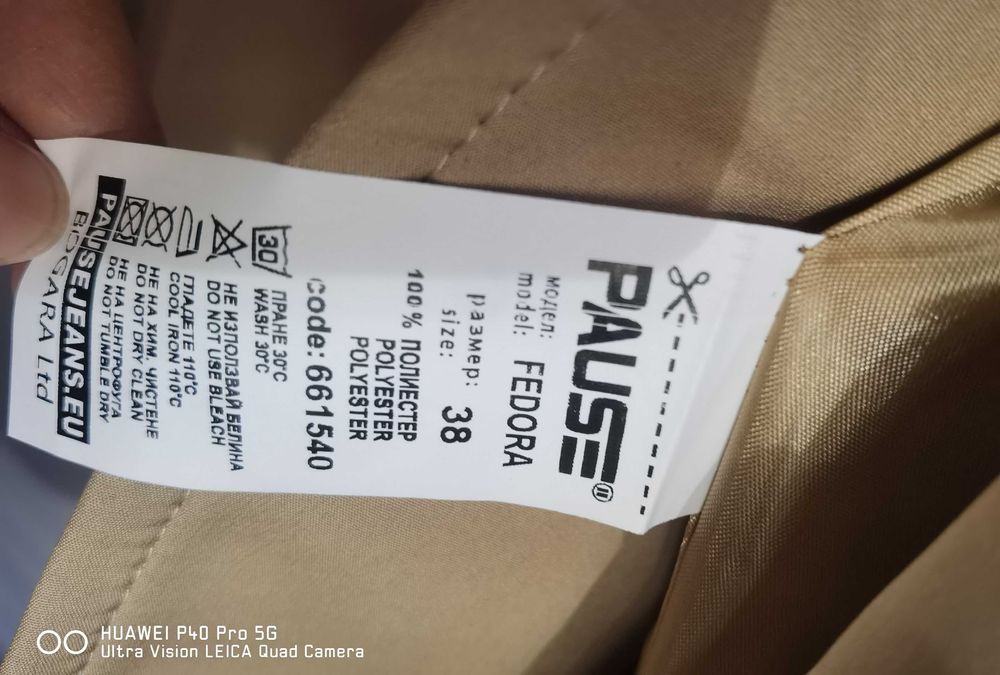 PAUSE
модел:
model: FEDORA
размер:
size: 38
100% ПОЛИЕСТЕР
POLYESTER
POLYESTER
code: 661540
30
ПРАНЕ 30°C
WASH 30°C
НЕ ИЗПОЛЗВАЙ БЕЛИНА
DO NOT USE BLEACH
ГЛАДЕТЕ 110°C
COOL IRON 110°C
НЕ НА ХИМ. ЧИСТЕНЕ
DO NOT DRY CLEAN
НЕ НА ЦЕНТРОФУГА
DO NOT TUMBLE DRY
PAUSEJEANS.EU
BOGARA Ltd
HUAWEI P40 Pro 5G
Ultra Vision LEICA Quad Camera